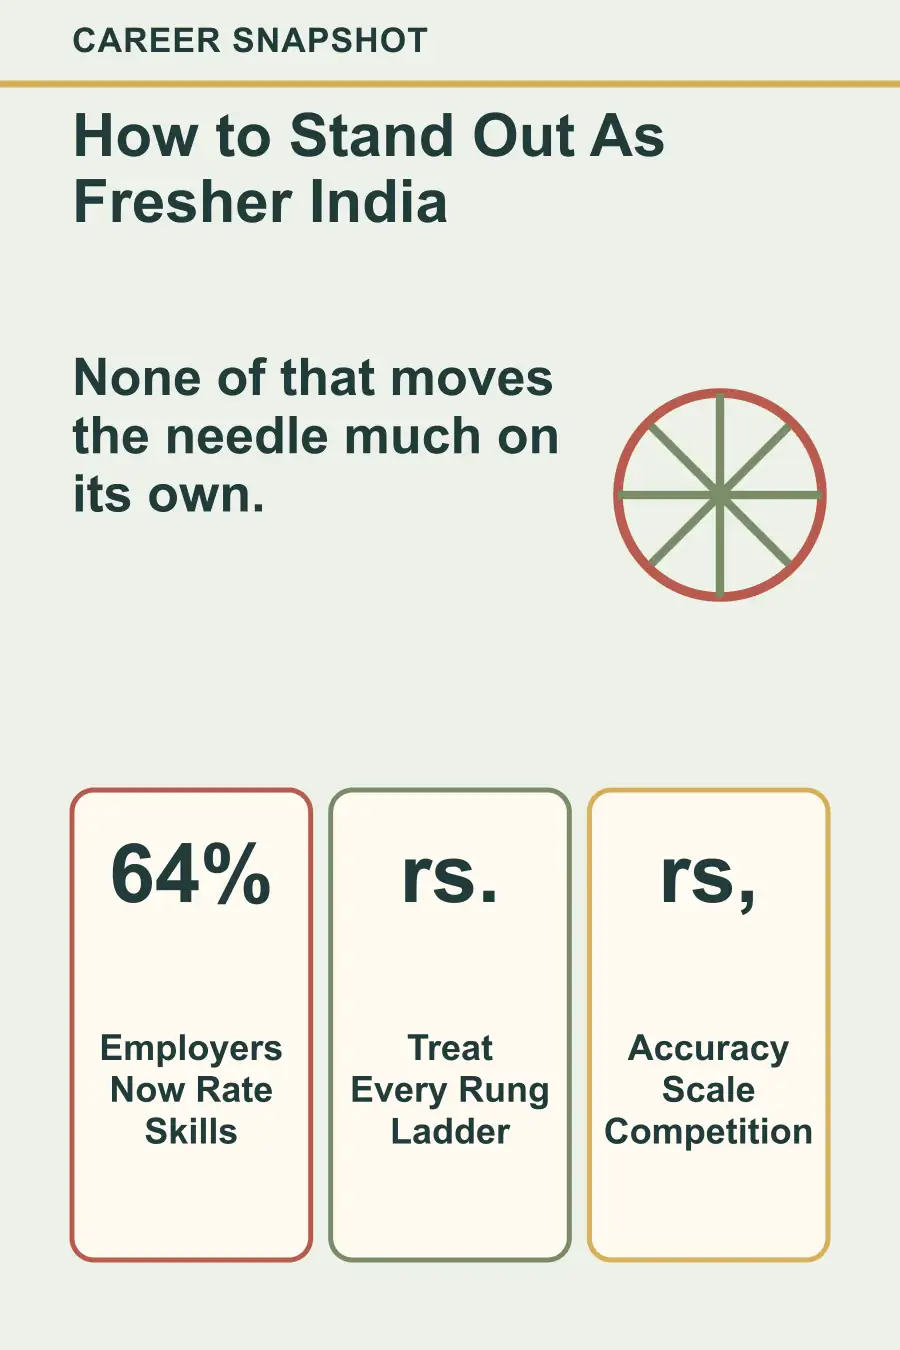 CAREER SNAPSHOT
How to Stand Out As
Fresher India
None of that moves
the needle much on
its own.
64%
Employers
Now Rate
Skills
rs.
Treat
Every Rung
Ladder
rs,
Accuracy
Scale
Competition